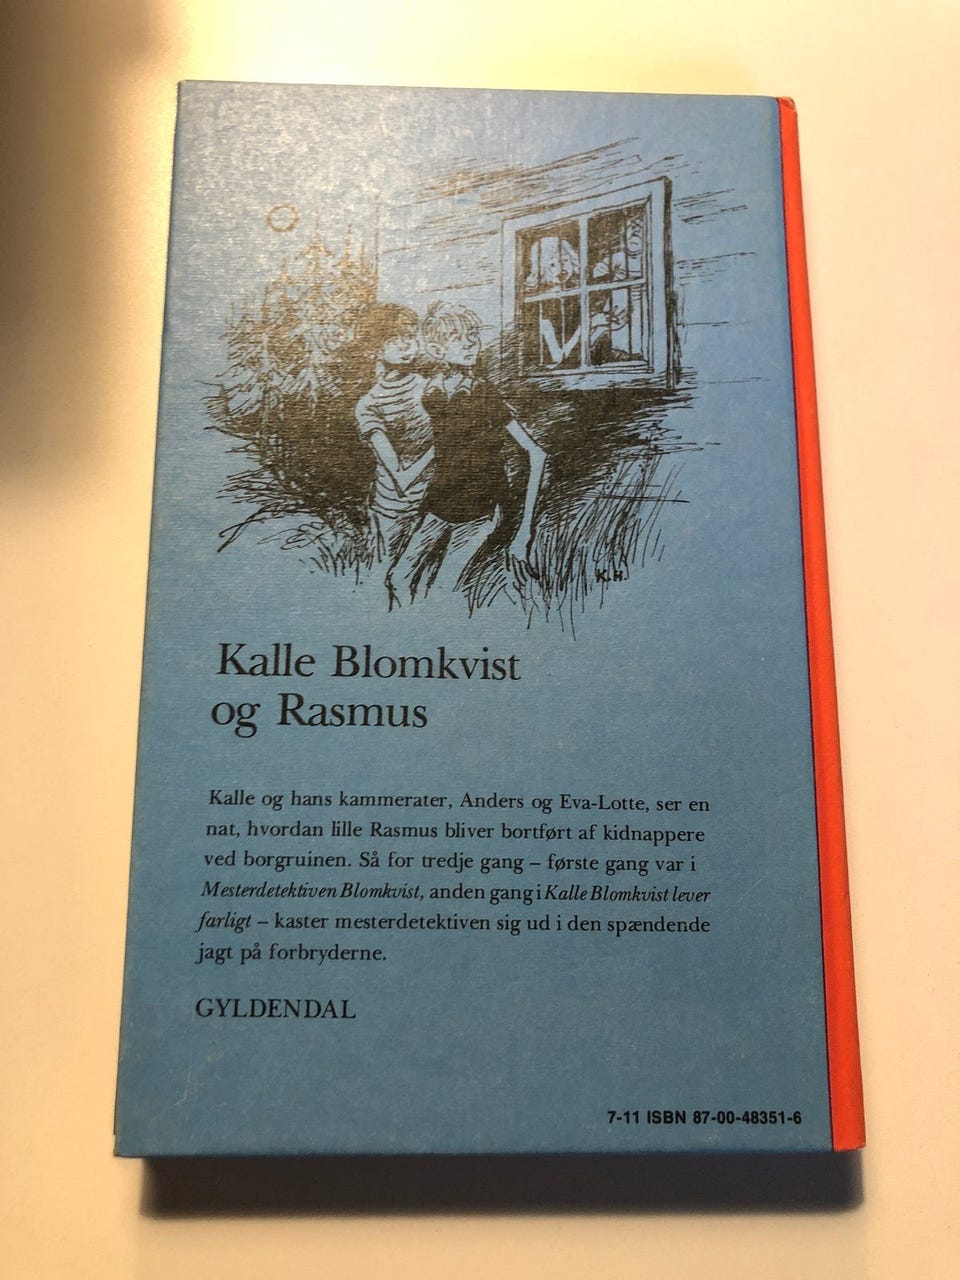 K.H.
Kalle Blomkvist
og Rasmus
Kalle og hans kammerater, Anders og Eva-Lotte, ser en
nat, hvordan lille Rasmus bliver bortført af kidnappere
ved borgruinen. Så for tredje gang – første gang var i
Mesterdetektiven Blomkvist, anden gang i Kalle Blomkvist lever
farligt – kaster mesterdetektiven sig ud i den spændende
jagt på forbryderne.
GYLDENDAL
7-11 ISBN 87-00-48351-6